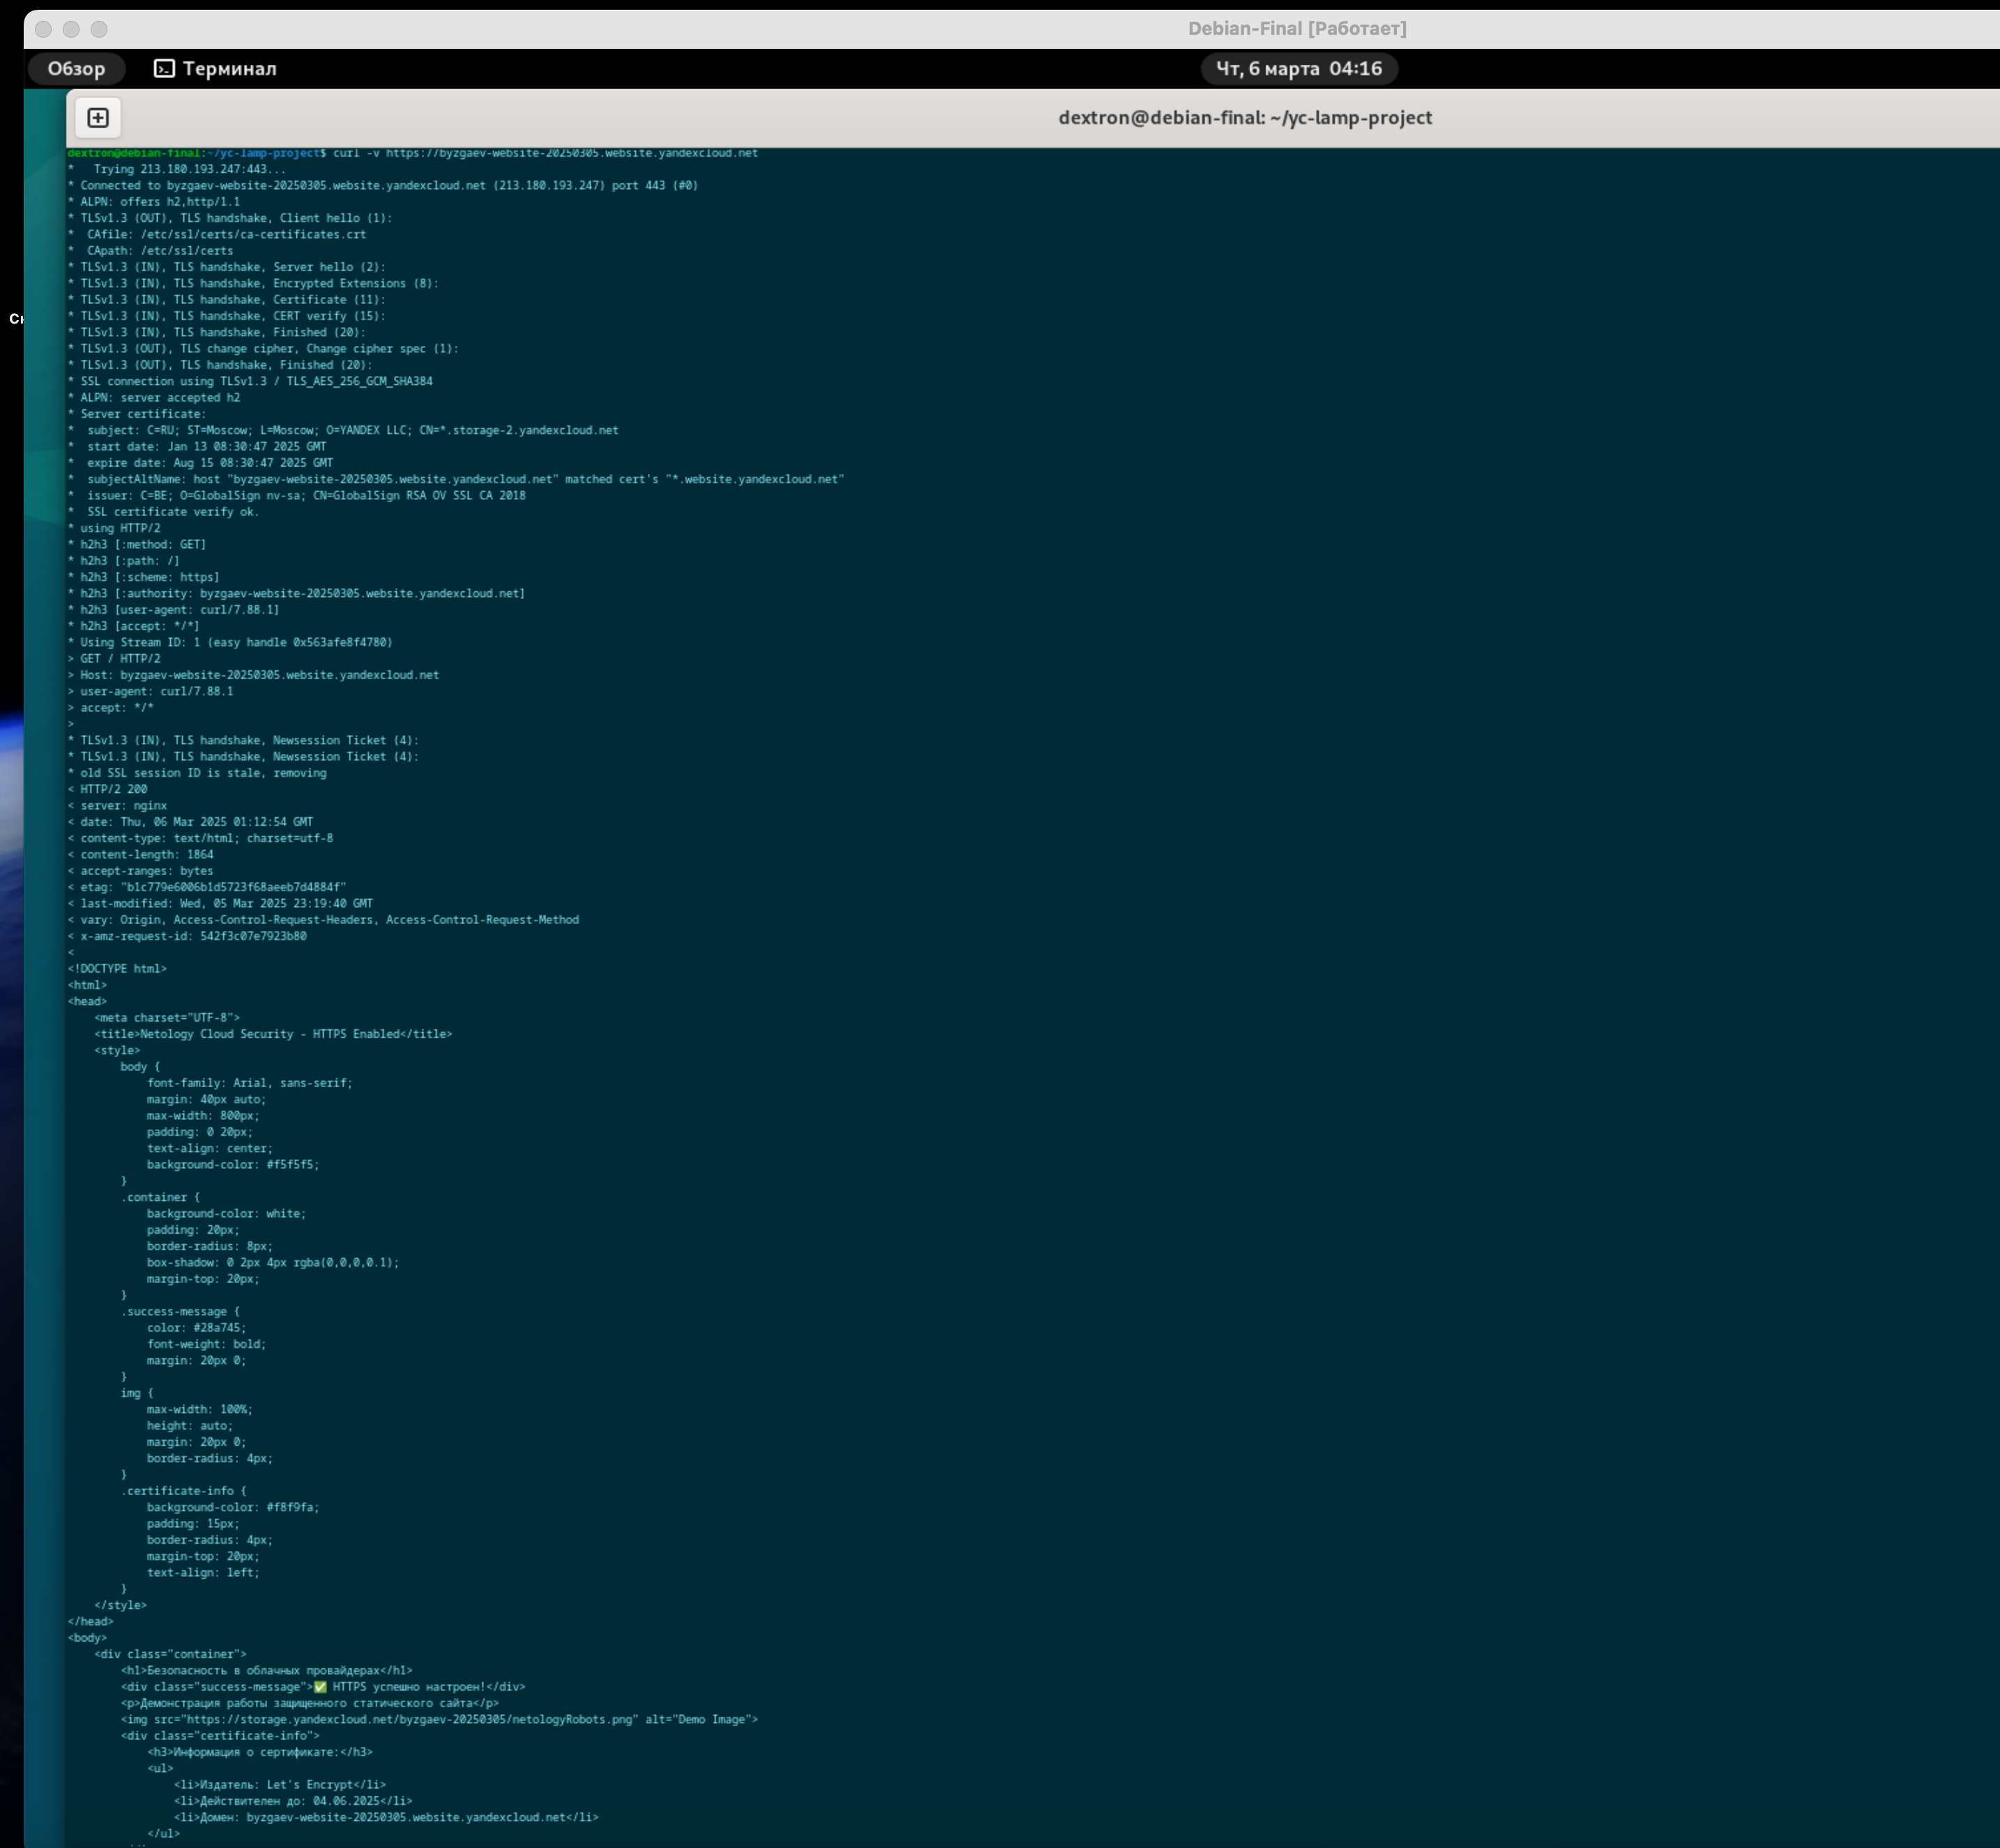 Debian-Final [Работает]
Обзор
Терминал
Чт, 6 марта 04:16
dextron@debian-final: ~/yc-lamp-project
dextron@debian-final:~/yc-lamp-project$ curl -v https://byzgaev-website-20250305.website.yandexcloud.net
*   Trying 213.180.193.247:443...
* Connected to byzgaev-website-20250305.website.yandexcloud.net (213.180.193.247) port 443 (#0)
* ALPN: offers h2,http/1.1
* TLSv1.3 (OUT), TLS handshake, Client hello (1):
*  CAfile: /etc/ssl/certs/ca-certificates.crt
*  CApath: /etc/ssl/certs
* TLSv1.3 (IN), TLS handshake, Server hello (2):
* TLSv1.3 (IN), TLS handshake, Encrypted Extensions (8):
* TLSv1.3 (IN), TLS handshake, Certificate (11):
* TLSv1.3 (IN), TLS handshake, CERT verify (15):
* TLSv1.3 (IN), TLS handshake, Finished (20):
* TLSv1.3 (OUT), TLS change cipher, Change cipher spec (1):
* TLSv1.3 (OUT), TLS handshake, Finished (20):
* SSL connection using TLSv1.3 / TLS_AES_256_GCM_SHA384
* ALPN: server accepted h2
* Server certificate:
*  subject: C=RU; ST=Moscow; L=Moscow; O=YANDEX LLC; CN=*.storage-2.yandexcloud.net
*  start date: Jan 13 08:30:47 2025 GMT
*  expire date: Aug 15 08:30:47 2025 GMT
*  subjectAltName: host "byzgaev-website-20250305.website.yandexcloud.net" matched cert's "*.website.yandexcloud.net"
*  issuer: C=BE; O=GlobalSign nv-sa; CN=GlobalSign RSA OV SSL CA 2018
*  SSL certificate verify ok.
* using HTTP/2
* h2h3 [:method: GET]
* h2h3 [:path: /]
* h2h3 [:scheme: https]
* h2h3 [:authority: byzgaev-website-20250305.website.yandexcloud.net]
* h2h3 [user-agent: curl/7.88.1]
* h2h3 [accept: */*]
* Using Stream ID: 1 (easy handle 0x563afe8f4780)
> GET / HTTP/2
> Host: byzgaev-website-20250305.website.yandexcloud.net
> user-agent: curl/7.88.1
> accept: */*
>
* TLSv1.3 (IN), TLS handshake, Newsession Ticket (4):
* TLSv1.3 (IN), TLS handshake, Newsession Ticket (4):
* old SSL session ID is stale, removing
< HTTP/2 200
< server: nginx
< date: Thu, 06 Mar 2025 01:12:54 GMT
< content-type: text/html; charset=utf-8
< content-length: 1864
< accept-ranges: bytes
< etag: "b1c779e6006b1d5723f68aeeb7d4884f"
< last-modified: Wed, 05 Mar 2025 23:19:40 GMT
< vary: Origin, Access-Control-Request-Headers, Access-Control-Request-Method
< x-amz-request-id: 542f3c07e7923b80
<
<!DOCTYPE html>
<html>
<head>
    <meta charset="UTF-8">
    <title>Netology Cloud Security - HTTPS Enabled</title>
    <style>
        body {
            font-family: Arial, sans-serif;
            margin: 40px auto;
            max-width: 800px;
            padding: 0 20px;
            text-align: center;
            background-color: #f5f5f5;
        }
        .container {
            background-color: white;
            padding: 20px;
            border-radius: 8px;
            box-shadow: 0 2px 4px rgba(0,0,0,0.1);
            margin-top: 20px;
        }
        .success-message {
            color: #28a745;
            font-weight: bold;
            margin: 20px 0;
        }
        img {
            max-width: 100%;
            height: auto;
            margin: 20px 0;
            border-radius: 4px;
        }
        .certificate-info {
            background-color: #f8f9fa;
            padding: 15px;
            border-radius: 4px;
            margin-top: 20px;
            text-align: left;
        }
    </style>
</head>
<body>
    <div class="container">
        <h1>Безопасность в облачных провайдерах</h1>
        <div class="success-message">✅ HTTPS успешно настроен!</div>
        <p>Демонстрация работы защищенного статического сайта</p>
        <img src="https://storage.yandexcloud.net/byzgaev-20250305/netologyRobots.png" alt="Demo Image">
        <div class="certificate-info">
            <h3>Информация о сертификате:</h3>
            <ul>
                <li>Издатель: Let's Encrypt</li>
                <li>Действителен до: 04.06.2025</li>
                <li>Домен: byzgaev-website-20250305.website.yandexcloud.net</li>
            </ul>